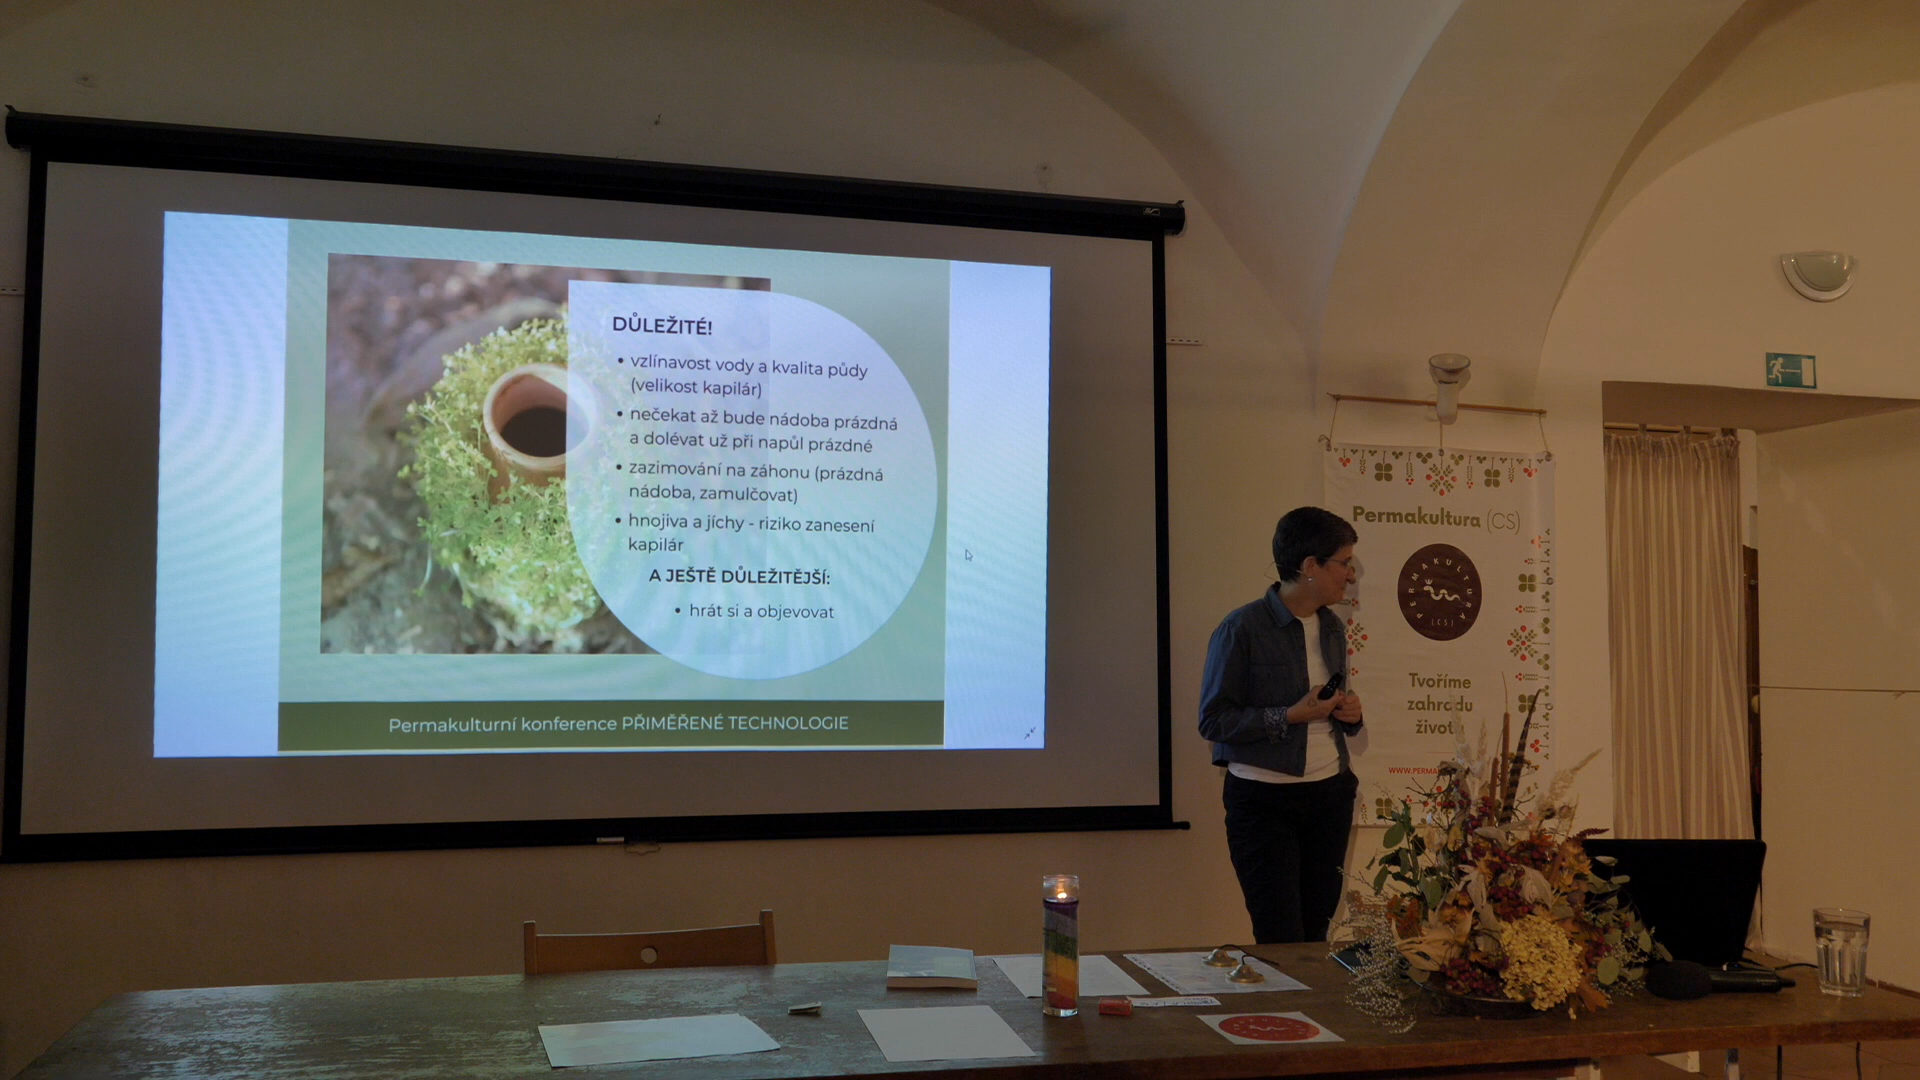 DŮLEŽITÉ!
• vzlínavost vody a kvalita půdy
(velikost kapilár)
• nečekat až bude nádoba prázdná
a dolévat už při napůl prázdné
• zazimování na záhonu (prázdná
nádoba, zamulčovat)
• hnojiva a jíchy - riziko zanesení
kapilár
A JEŠTĚ DŮLEŽITĚJŠÍ:
• hrát si a objevovat
Permakulturní konference PŘIMĚŘENÉ TECHNOLOGIE
Permakultura (CS)
PERMAKULTURA
(CS)
Tvoříme
zahradu